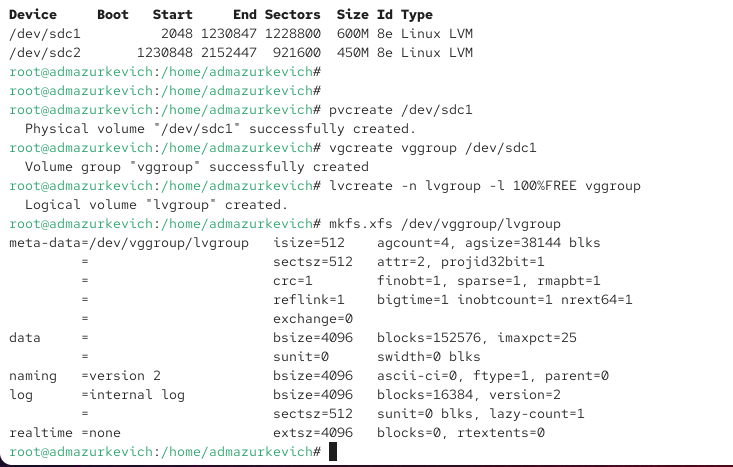 Device     Boot   Start     End Sectors  Size Id Type
/dev/sdc1          2048 1230847 1228800  600M 8e Linux LVM
/dev/sdc2       1230848 2152447  921600  450M 8e Linux LVM
root@admazurkevich:/home/admazurkevich#
root@admazurkevich:/home/admazurkevich#
root@admazurkevich:/home/admazurkevich# pvcreate /dev/sdc1
  Physical volume "/dev/sdc1" successfully created.
root@admazurkevich:/home/admazurkevich# vgcreate vggroup /dev/sdc1
  Volume group "vggroup" successfully created
root@admazurkevich:/home/admazurkevich# lvcreate -n lvgroup -l 100%FREE vggroup
  Logical volume "lvgroup" created.
root@admazurkevich:/home/admazurkevich# mkfs.xfs /dev/vggroup/lvgroup
meta-data=/dev/vggroup/lvgroup   isize=512    agcount=4, agsize=38144 blks
         =                       sectsz=512   attr=2, projid32bit=1
         =                       crc=1        finobt=1, sparse=1, rmapbt=1
         =                       reflink=1    bigtime=1 inobtcount=1 nrext64=1
         =                       exchange=0
data     =                       bsize=4096   blocks=152576, imaxpct=25
         =                       sunit=0      swidth=0 blks
naming   =version 2              bsize=4096   ascii-ci=0, ftype=1, parent=0
log      =internal log           bsize=4096   blocks=16384, version=2
         =                       sectsz=512   sunit=0 blks, lazy-count=1
realtime =none                   extsz=4096   blocks=0, rtextents=0
root@admazurkevich:/home/admazurkevich#